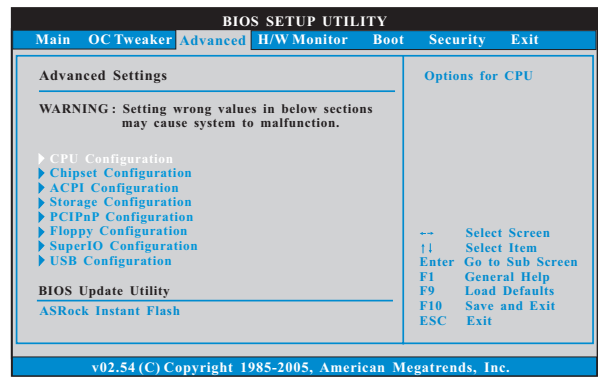 BIOS SETUP UTILITY
Main OC Tweaker Advanced H/W Monitor Boot Security Exit
Advanced Settings
WARNING : Setting wrong values in below sections
may cause system to malfunction.
CPU Configuration
Chipset Configuration
ACPI Configuration
Storage Configuration
PCIPnP Configuration
Floppy Configuration
SuperIO Configuration
USB Configuration
BIOS Update Utility
ASRock Instant Flash
Options for CPU
←→ Select Screen
↑↓ Select Item
Enter Go to Sub Screen
F1 General Help
F9 Load Defaults
F10 Save and Exit
ESC Exit
v02.54 (C) Copyright 1985-2005, American Megatrends, Inc.